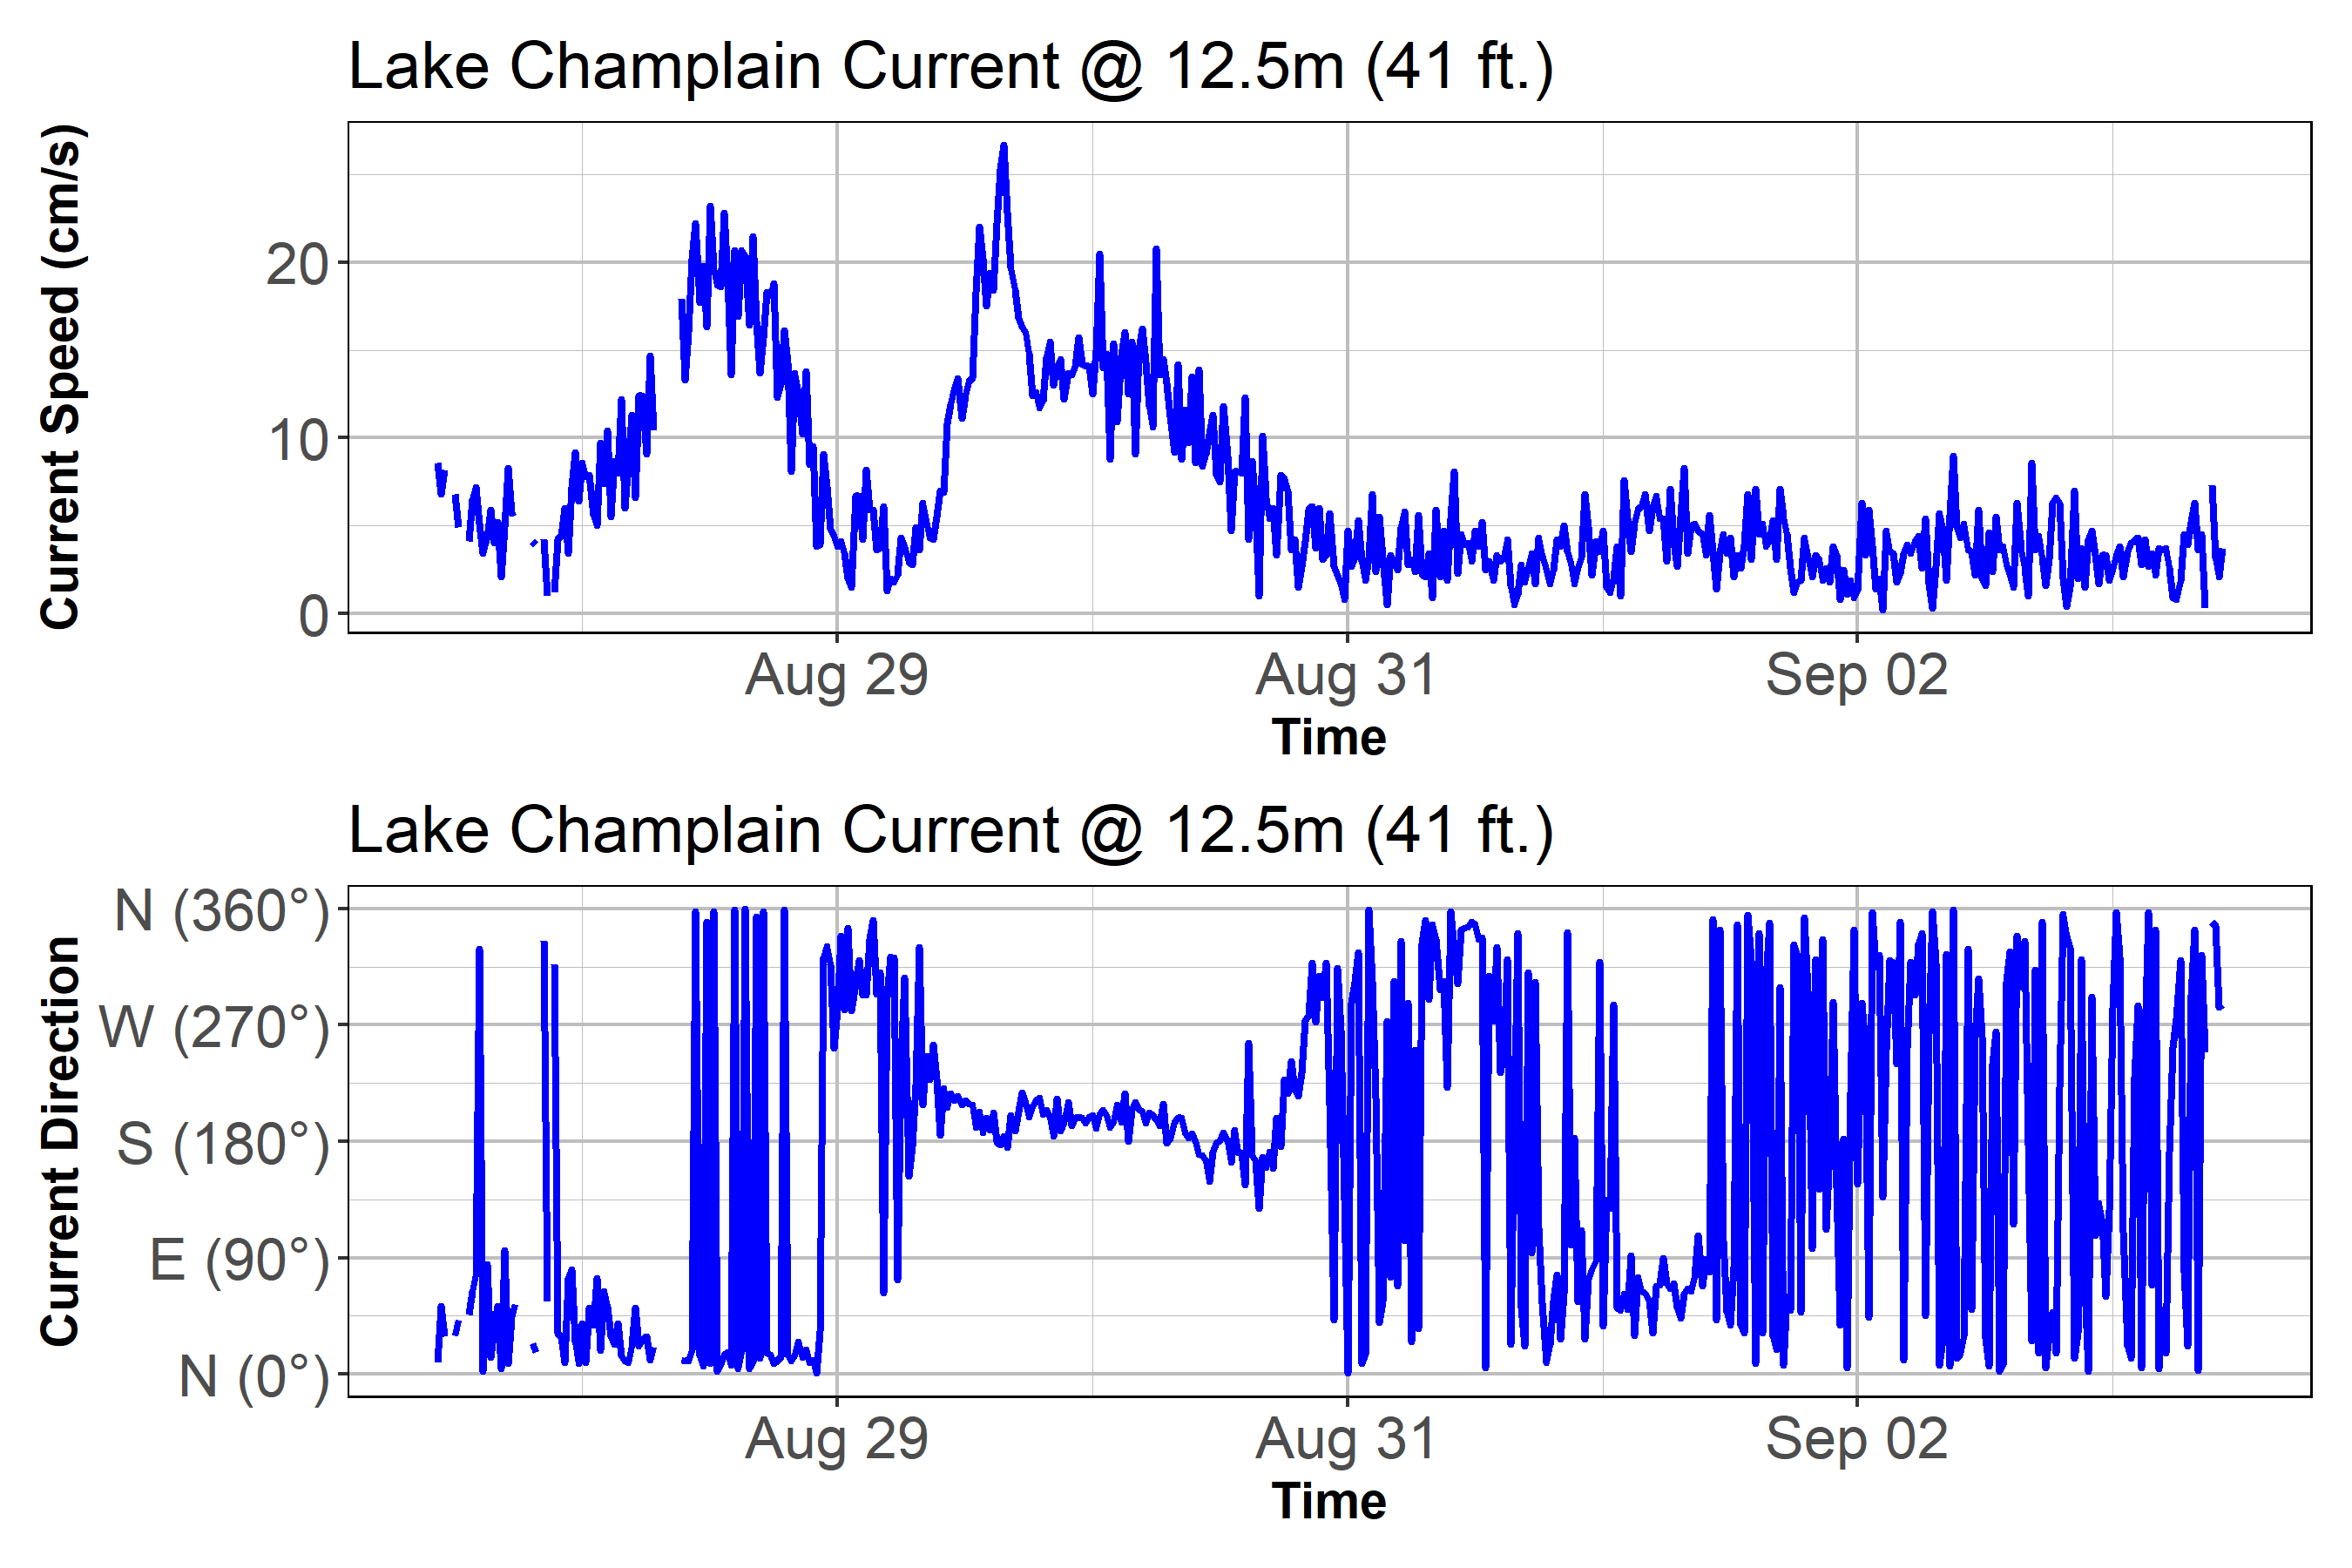 Lake Champlain Current @ 12.5m (41 ft.)
Current Speed (cm/s)
20
10
0
Aug 29
Aug 31
Sep 02
Time
Lake Champlain Current @ 12.5m (41 ft.)
Current Direction
N (360°)
W (270°)
S (180°)
E (90°)
N (0°)
Aug 29
Aug 31
Sep 02
Time